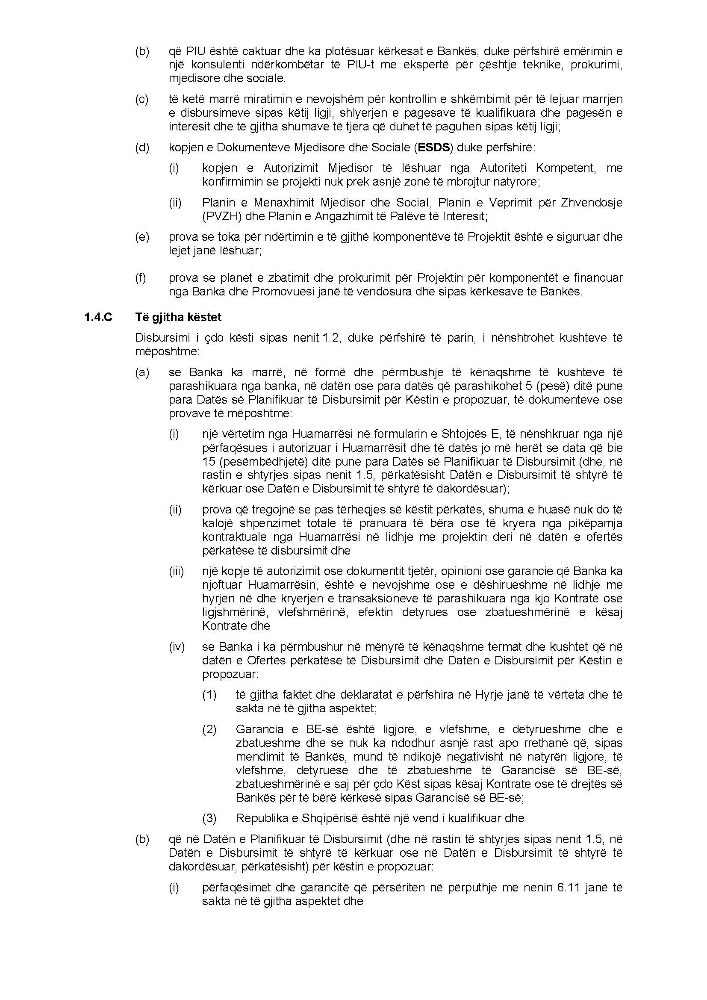 (b) që PIU është caktuar dhe ka plotësuar kërkesat e Bankës, duke përfshirë emërimin e
një konsulenti ndërkombëtar të PIU-t me ekspertë për çështje teknike, prokurimi,
mjedisore dhe sociale.
(c) të ketë marrë miratimin e nevojshëm për kontrollin e shkëmbimit për të lejuar marrjen
e disbursimeve sipas këtij ligji, shlyerjen e pagesave të kualifikuara dhe pagesën e
interesit dhe të gjitha shumave të tjera që duhet të paguhen sipas këtij ligji;
(d) kopjen e Dokumenteve Mjedisore dhe Sociale (ESDS) duke përfshirë:
(i) kopjen e Autorizimit Mjedisor të lëshuar nga Autoriteti Kompetent, me
konfirmimin se projekti nuk prek asnjë zonë të mbrojtur natyrore;
(ii) Planin e Menaxhimit Mjedisor dhe Social, Planin e Veprimit për Zhvendosje
(PVZH) dhe Planin e Angazhimit të Palëve të Interesit;
(e) prova se toka për ndërtimin e të gjithë komponentëve të Projektit është e siguruar dhe
lejet janë lëshuar;
(f) prova se planet e zbatimit dhe prokurimit për Projektin për komponentët e financuar
nga Banka dhe Promovuesi janë të vendosura dhe sipas kërkesave te Bankës.
1.4.C Të gjitha këstet
Disbursimi i çdo kësti sipas nenit 1.2, duke përfshirë të parin, i nënshtrohet kushteve të
mëposhtme:
(a) se Banka ka marrë, në formë dhe përmbushje të kënaqshme të kushteve të
parashikuara nga banka, në datën ose para datës që parashikohet 5 (pesë) ditë pune
para Datës së Planifikuar të Disbursimit për Këstin e propozuar, të dokumenteve ose
provave të mëposhtme:
(i) një vërtetim nga Huamarrësi në formularin e Shtojcës E, të nënshkruar nga një
përfaqësues i autorizuar i Huamarrësit dhe të datës jo më herët se data që bie
15 (pesëmbëdhjetë) ditë pune para Datës së Planifikuar të Disbursimit (dhe, në
rastin e shtyrjes sipas nenit 1.5, përkatësisht Datën e Disbursimit të shtyrë të
kërkuar ose Datën e Disbursimit të shtyrë të dakordësuar);
(ii) prova që tregojnë se pas tërheqjes së këstit përkatës, shuma e huasë nuk do të
kalojë shpenzimet totale të pranuara të bëra ose të kryera nga pikëpamja
kontraktuale nga Huamarrësi në lidhje me projektin deri në datën e ofertës
përkatëse të disbursimit dhe
(iii) një kopje të autorizimit ose dokumentit tjetër, opinioni ose garancie që Banka ka
njoftuar Huamarrësin, është e nevojshme ose e dëshirueshme në lidhje me
hyrjen në dhe kryerjen e transaksioneve të parashikuara nga kjo Kontratë ose
ligjshmërinë, vlefshmërinë, efektin detyrues ose zbatueshmërinë e kësaj
Kontrate dhe
(iv) se Banka i ka përmbushur në mënyrë të kënaqshme termat dhe kushtet që në
datën e Ofertës përkatëse të Disbursimit dhe Datën e Disbursimit për Këstin e
propozuar:
(1) të gjitha faktet dhe deklaratat e përfshira në Hyrje janë të vërteta dhe të
sakta në të gjitha aspektet;
(2) Garancia e BE-së është ligjore, e vlefshme, e detyrueshme dhe e
zbatueshme dhe se nuk ka ndodhur asnjë rast apo rrethanë që, sipas
mendimit të Bankës, mund të ndikojë negativisht në natyrën ligjore, të
vlefshme, detyruese dhe të zbatueshme të Garancisë së BE-së,
zbatueshmërinë e saj për çdo Këst sipas kësaj Kontrate ose të drejtës së
Bankës për të bërë kërkesë sipas Garancisë së BE-së;
(3) Republika e Shqipërisë është një vend i kualifikuar dhe
(b) që në Datën e Planifikuar të Disbursimit (dhe në rastin të shtyrjes sipas nenit 1.5, në
Datën e Disbursimit të shtyrë të kërkuar ose në Datën e Disbursimit të shtyrë të
dakordësuar, përkatësisht) për këstin e propozuar:
(i) përfaqësimet dhe garancitë që përsëriten në përputhje me nenin 6.11 janë të
sakta në të gjitha aspektet dhe